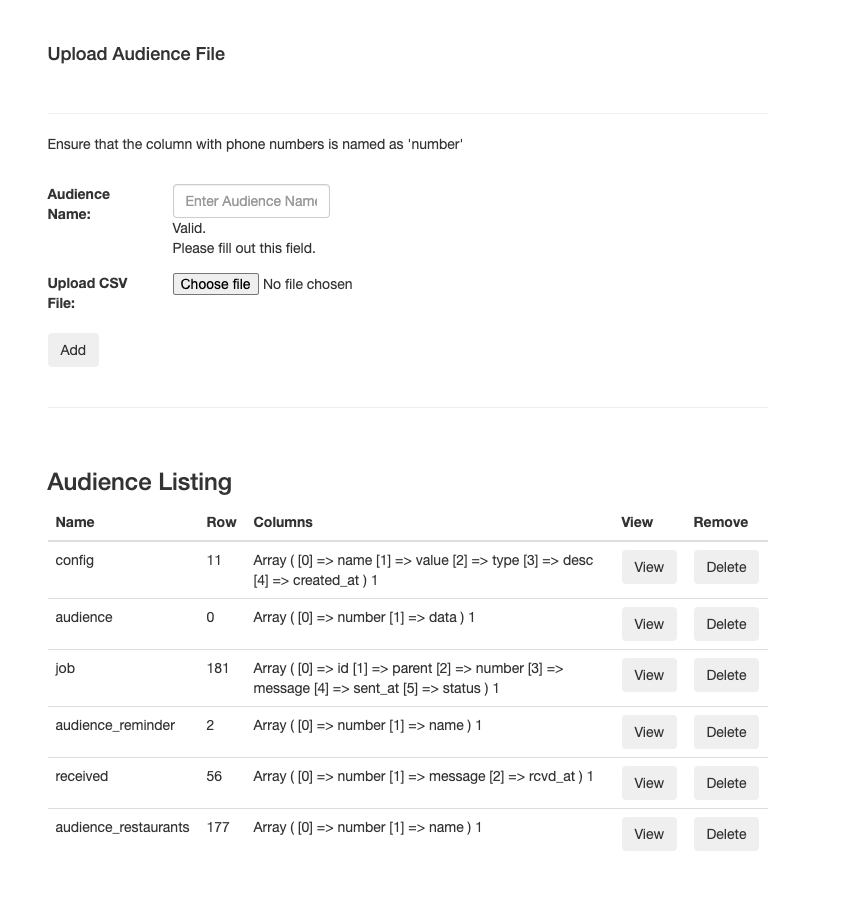 Upload Audience File
Ensure that the column with phone numbers is named as 'number'
Audience
Name:
Enter Audience Nam
Valid.
Please fill out this field.
Upload CSV
File:
Choose file No file chosen
Add
Audience Listing
Name Row Columns View Remove
config 11 Array ( [0] => name [1] => value [2] => type [3] => desc
[4] => created_at ) 1 View Delete
audience 0 Array ( [0] => number [1] => data ) 1 View Delete
job 181 Array ( [0] => id [1] => parent [2] => number [3] =>
message [4] => sent_at [5] => status ) 1 View Delete
audience_reminder 2 Array ( [0] => number [1] => name ) 1 View Delete
received 56 Array ( [0] => number [1] => message [2] => rcvd_at ) 1 View Delete
audience_restaurants 177 Array ( [0] => number [1] => name ) 1 View Delete